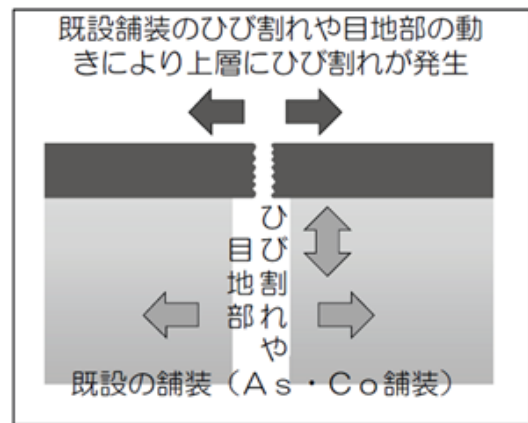 既設舗装のひび割れや目地部の動
きにより上層にひび割れが発生
ひび割れや
目地部
既設の舗装（As・Co舗装）